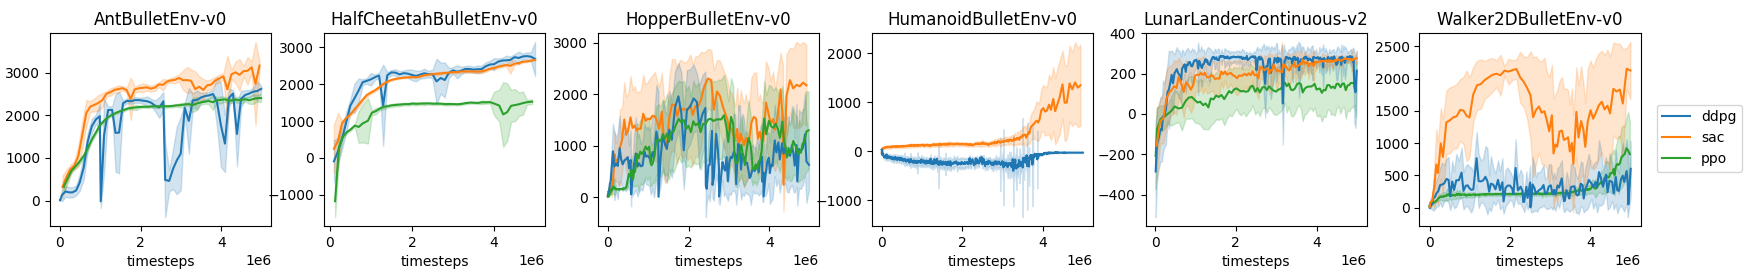 AntBulletEnv-v0
3000
2000
1000
0
0
2
4
timesteps
1e6
HalfCheetahBulletEnv-v0
3000
2000
1000
0
−1000
0
2
4
timesteps
1e6
HopperBulletEnv-v0
3000
2000
1000
0
0
2
4
timesteps
1e6
HumanoidBulletEnv-v0
2000
1000
0
−1000
0
2
4
timesteps
1e6
LunarLanderContinuous-v2
400
200
0
−200
−400
0
2
4
timesteps
1e6
Walker2DBulletEnv-v0
2500
2000
1500
1000
500
0
0
2
4
timesteps
1e6
ddpg
sac
ppo